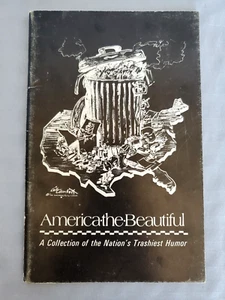 America·the·Beautiful
A Collection of the Nation's Trashiest Humor